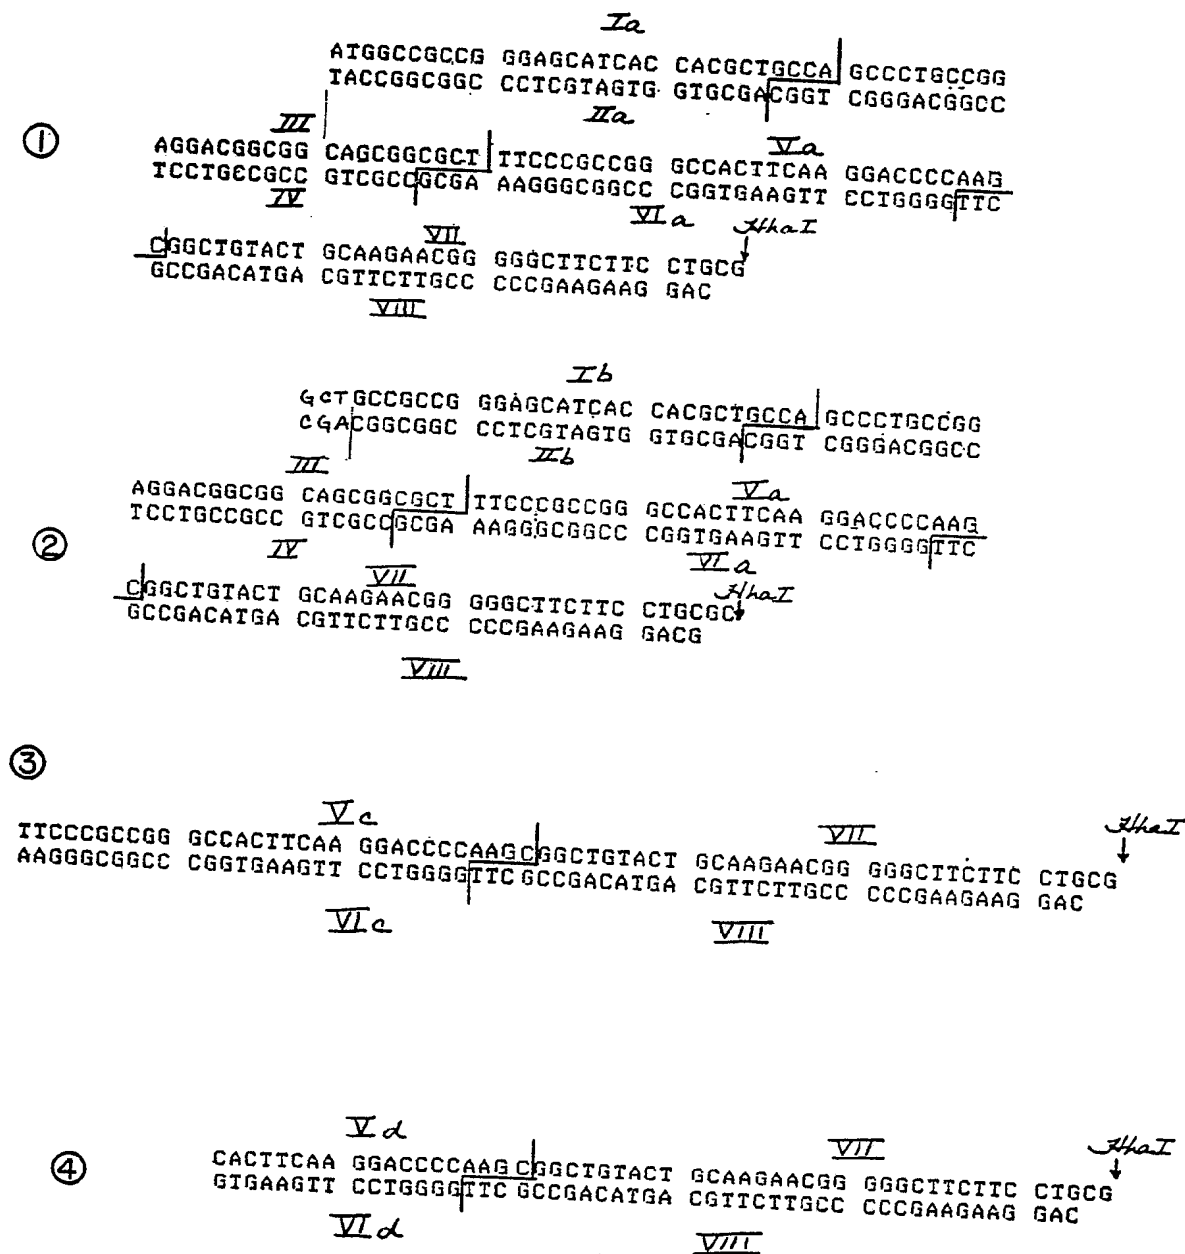 Ia
ATGGCCGCCG GGAGCATCAC CACGCTGCCA GCCCTGCCGG
TACCGGCGGC CCTCGTAGTG GTGCGACGGT CGGGACGGCC
IIa
① III Va
AGGACGGCGG CAGCGGCGCT TTCCCGCCGG GCCACTTCAA GGACCCCAAG
TCCTGCCGCC GTCGCCGCGA AAGGGCGGCC CGGTGAAGTT CCTGGGGTTC
IV VIa
VII HhaI
CGGCTGTACT GCAAGAACGG GGGCTTCTTC CTGCG
GCCGACATGA CGTTCTTGCC CCCGAAGAAG GAC
VIII
Ib
GCTGCCGCCG GGAGCATCAC CACGCTGCCA GCCCTGCCGG
CGACGGCGGC CCTCGTAGTG GTGCGACGGT CGGGACGGCC
IIb
III Va
AGGACGGCGG CAGCGGCGCT TTCCCGCCGG GCCACTTCAA GGACCCCAAG
TCCTGCCGCC GTCGCCGCGA AAGGGCGGCC CGGTGAAGTT CCTGGGGTTC
② IV VIa
VII HhaI
CGGCTGTACT GCAAGAACGG GGGCTTCTTC CTGCGC
GCCGACATGA CGTTCTTGCC CCCGAAGAAG GACG
VIII
③
Vc VII HhaI
TTCCCGCCGG GCCACTTCAA GGACCCCAAGCGGCTGTACT GCAAGAACGG GGGCTTCTTC CTGCG
AAGGGCGGCC CGGTGAAGTT CCTGGGGTTC GCCGACATGA CGTTCTTGCC CCCGAAGAAG GAC
VIc VIII
Vd VII HhaI
④ CACTTCAA GGACCCCAAGCGGCTGTACT GCAAGAACGG GGGCTTCTTC CTGCG
GTGAAGTT CCTGGGGTTC GCCGACATGA CGTTCTTGCC CCCGAAGAAG GAC
VId VIII